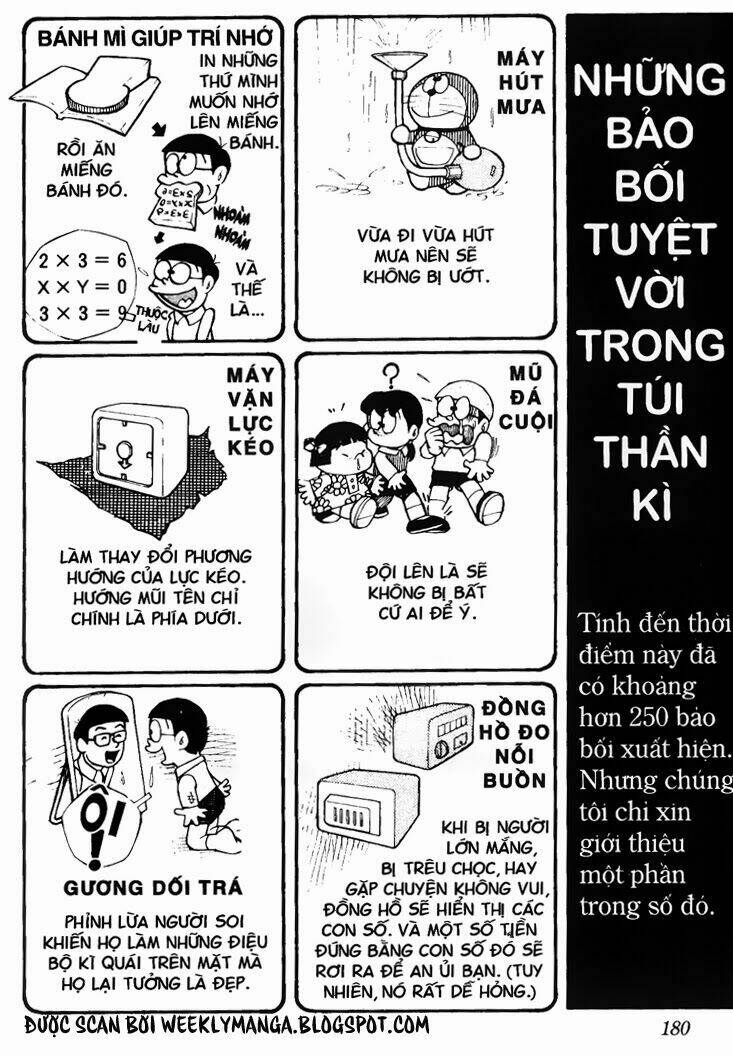 NHỮNG
BẢO
BỐI
TUYỆT
VỜI
TRONG
TÚI
THẦN
KÌ
Tính đến thời
điểm này đã
có khoảng
hơn 250 bảo
bối xuất hiện.
Nhưng chúng
tôi chỉ xin
giới thiệu
một phần
trong số đó.
BÁNH MÌ GIÚP TRÍ NHỚ
IN NHỮNG
THỨ MÌNH
MUỐN NHỚ
LÊN MIẾNG
BÁNH.
RỒI ĂN
MIẾNG
BÁNH ĐÓ.
NHOÀM
NHOÀM
2 × 3 = 6
X × Y = 0
3 × 3 = 9
THUỘC
LÀU
VÀ
THẾ
LÀ...
MÁY
HÚT
MƯA
VỪA ĐI VỪA HÚT
MƯA NÊN SẼ
KHÔNG BỊ ƯỚT.
MÁY
VẶN
LỰC
KÉO
LÀM THAY ĐỔI PHƯƠNG
HƯỚNG CỦA LỰC KÉO.
HƯỚNG MŨI TÊN CHỈ
CHÍNH LÀ PHÍA DƯỚI.
MŨ
ĐÁ
CUỘI
?
ĐỘI LÊN LÀ SẼ
KHÔNG BỊ BẤT
CỨ AI ĐỂ Ý.
ÔI
!
GƯƠNG DỐI TRÁ
PHỈNH LỪA NGƯỜI SOI
KHIẾN HỌ LÀM NHỮNG ĐIỆU
BỘ KÌ QUÁI TRÊN MẶT MÀ
HỌ LẠI TƯỞNG LÀ ĐẸP.
ĐỒNG
HỒ ĐO
NỖI
BUỒN
KHI BỊ NGƯỜI
LỚN MẮNG,
BỊ TRÊU CHỌC, HAY
GẶP CHUYỆN KHÔNG VUI,
ĐỒNG HỒ SẼ HIỂN THỊ CÁC
CON SỐ. VÀ MỘT SỐ TIỀN
ĐÚNG BẰNG CON SỐ ĐÓ SẼ
RƠI RA ĐỂ AN ỦI BẠN. (TUY
NHIÊN, NÓ RẤT DỄ HỎNG.)
ĐƯỢC SCAN BỞI WEEKLYMANGA.BLOGSPOT.COM
180